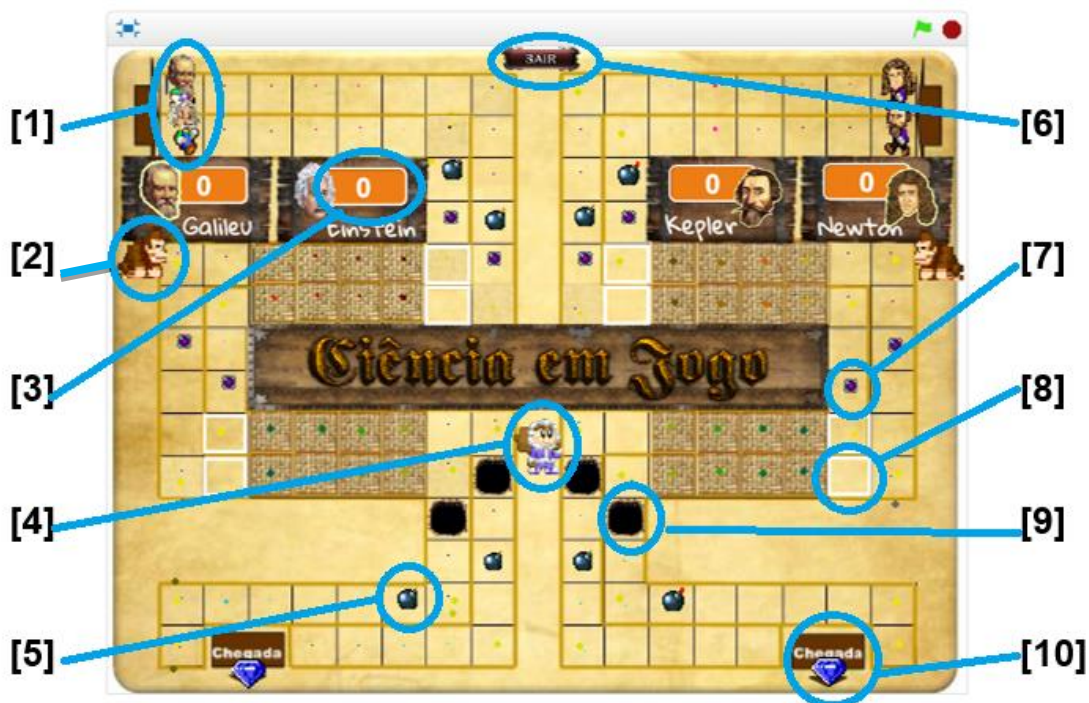 SAIR
[1]
[6]
0
0
0
0
Galileu
Einstein
Kepler
Newton
[2]
[7]
[3]
Ciência em Jogo
[8]
[4]
[9]
[5]
Chegada
Chegada
[10]